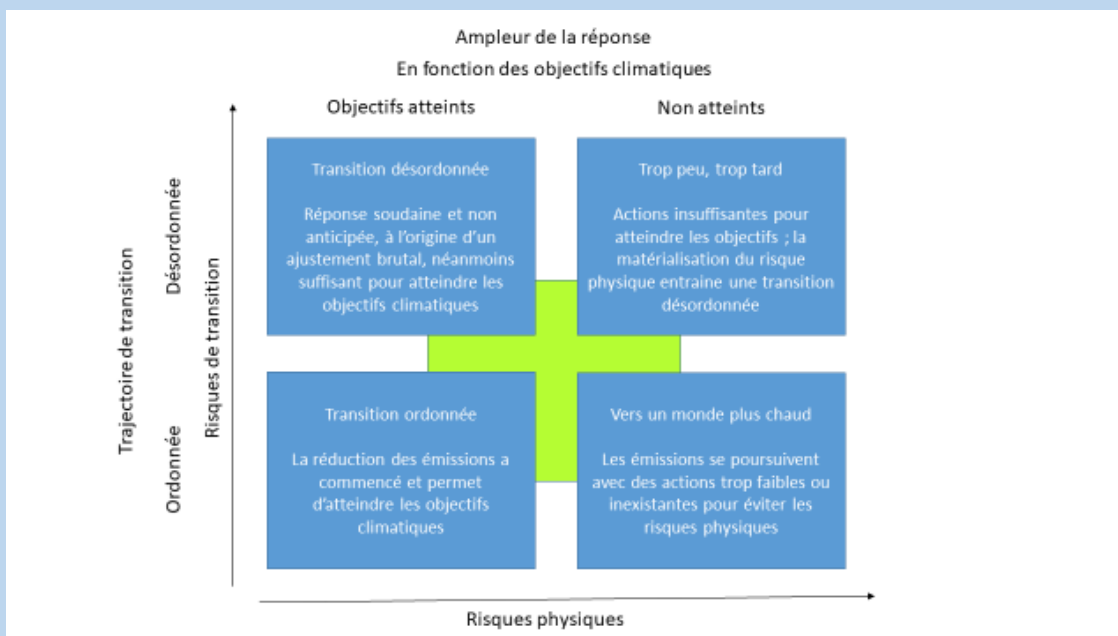 Ampleur de la réponse
En fonction des objectifs climatiques
Objectifs atteints
Non atteints
Trajectoire de transition
Désordonnée
Ordonnée
Risques de transition
Transition désordonnée
Réponse soudaine et non
anticipée, à l'origine d'un
ajustement brutal, néanmoins
suffisant pour atteindre les
objectifs climatiques
Trop peu, trop tard
Actions insuffisantes pour
atteindre les objectifs ; la
matérialisation du risque
physique entraine une transition
désordonnée
Transition ordonnée
La réduction des émissions a
commencé et permet
d'atteindre les objectifs
climatiques
Vers un monde plus chaud
Les émissions se poursuivent
avec des actions trop faibles ou
inexistantes pour éviter les
risques physiques
Risques physiques